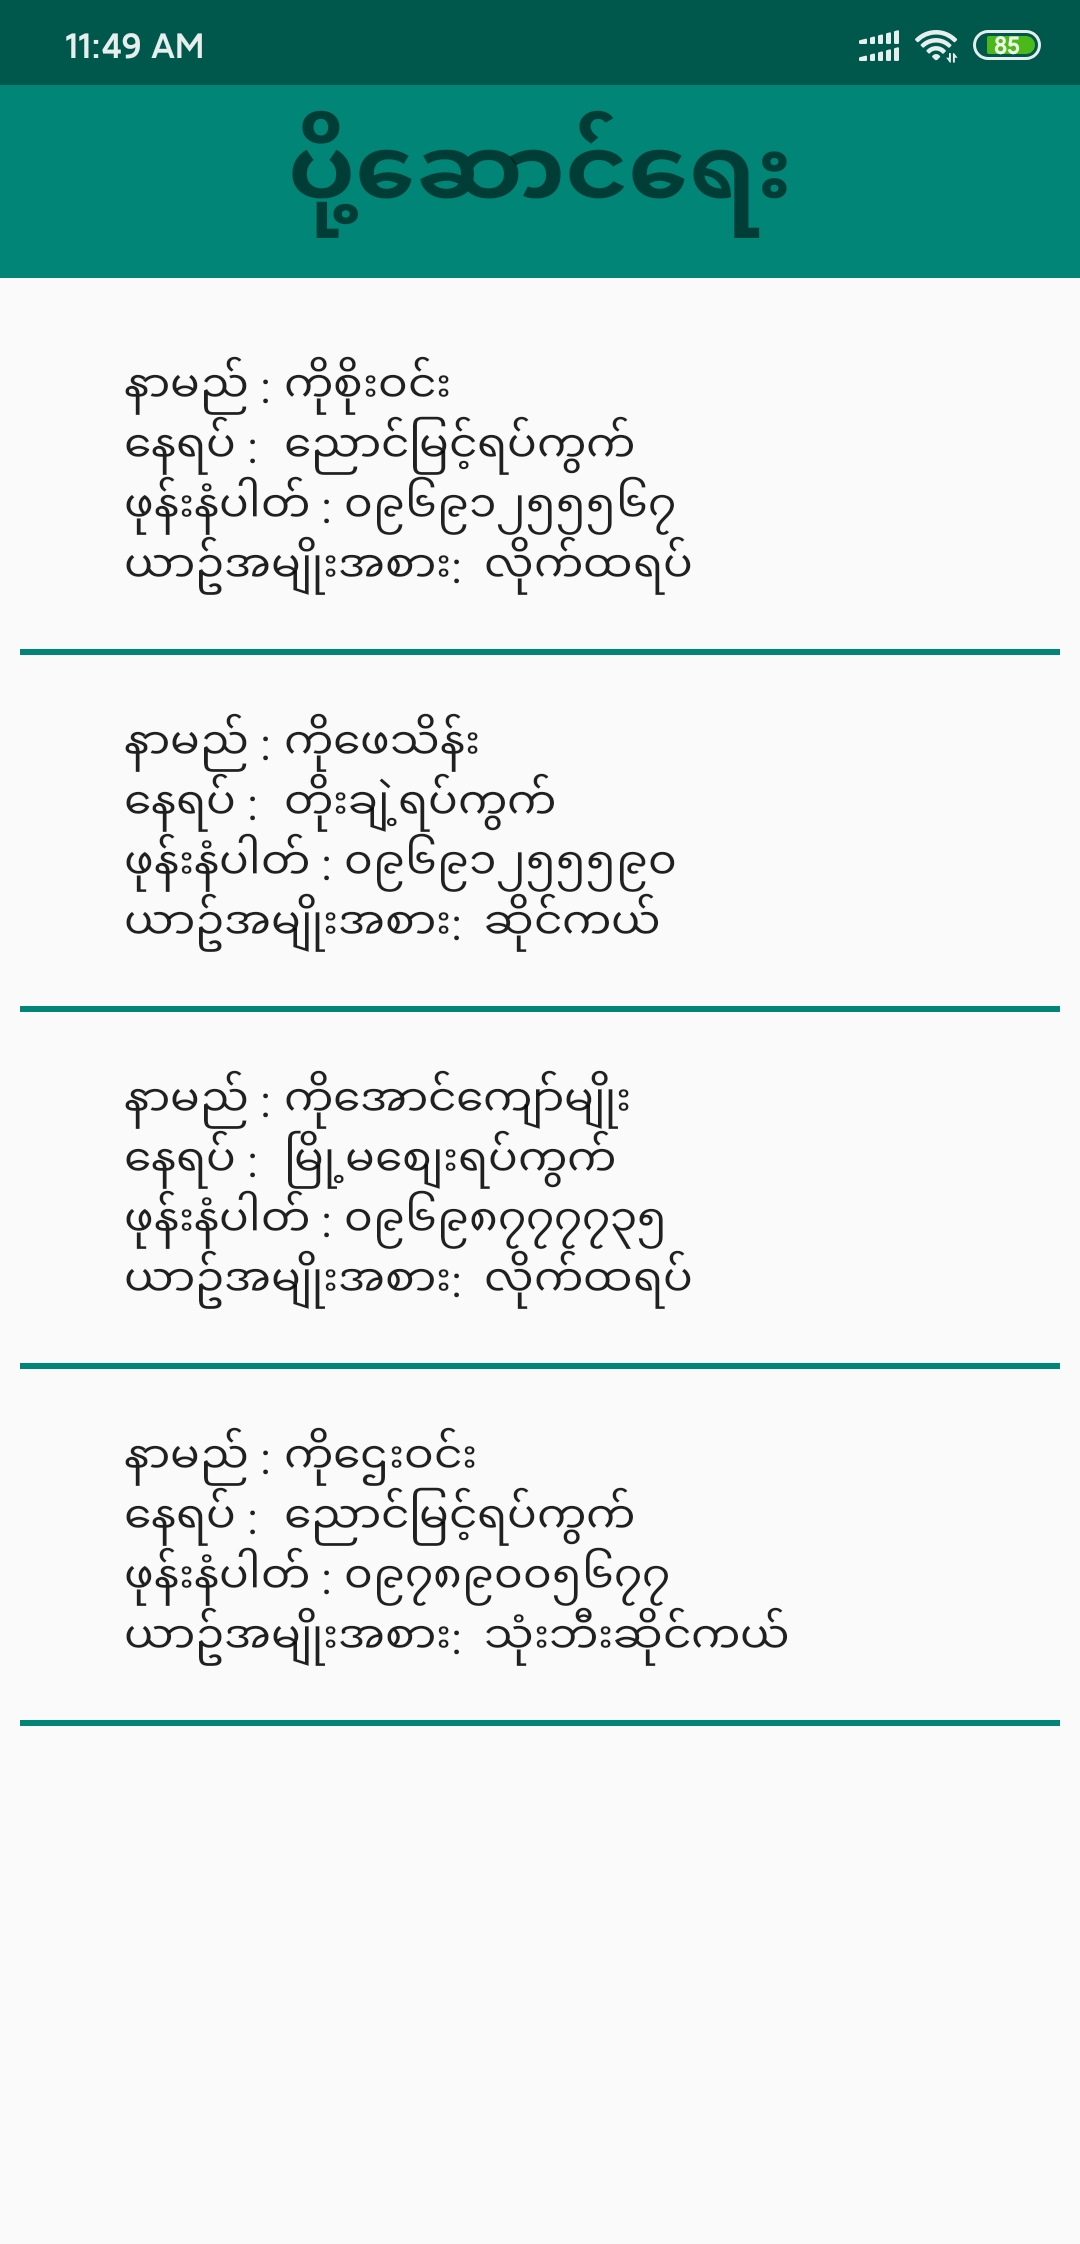 11:49 AM
85
ပို့ဆောင်ရေး
နာမည် : ကိုစိုးဝင်း
နေရပ် : ညောင်မြင့်ရပ်ကွက်
ဖုန်းနံပါတ် : ၀၉၆၉၁၂၅၅၅၆၇
ယာဥ်အမျိုးအစား: လိုက်ထရပ်
နာမည် : ကိုဖေသိန်း
နေရပ် : တိုးချဲ့ရပ်ကွက်
ဖုန်းနံပါတ် : ၀၉၆၉၁၂၅၅၅၉၀
ယာဥ်အမျိုးအစား: ဆိုင်ကယ်
နာမည် : ကိုအောင်ကျော်မျိုး
နေရပ် : မြို့မစျေးရပ်ကွက်
ဖုန်းနံပါတ် : ၀၉၆၉၈၇၇၇၇၃၅
ယာဥ်အမျိုးအစား: လိုက်ထရပ်
နာမည် : ကိုဌေးဝင်း
နေရပ် : ညောင်မြင့်ရပ်ကွက်
ဖုန်းနံပါတ် : ၀၉၇၈၉၀၀၅၆၇၇
ယာဥ်အမျိုးအစား: သုံးဘီးဆိုင်ကယ်